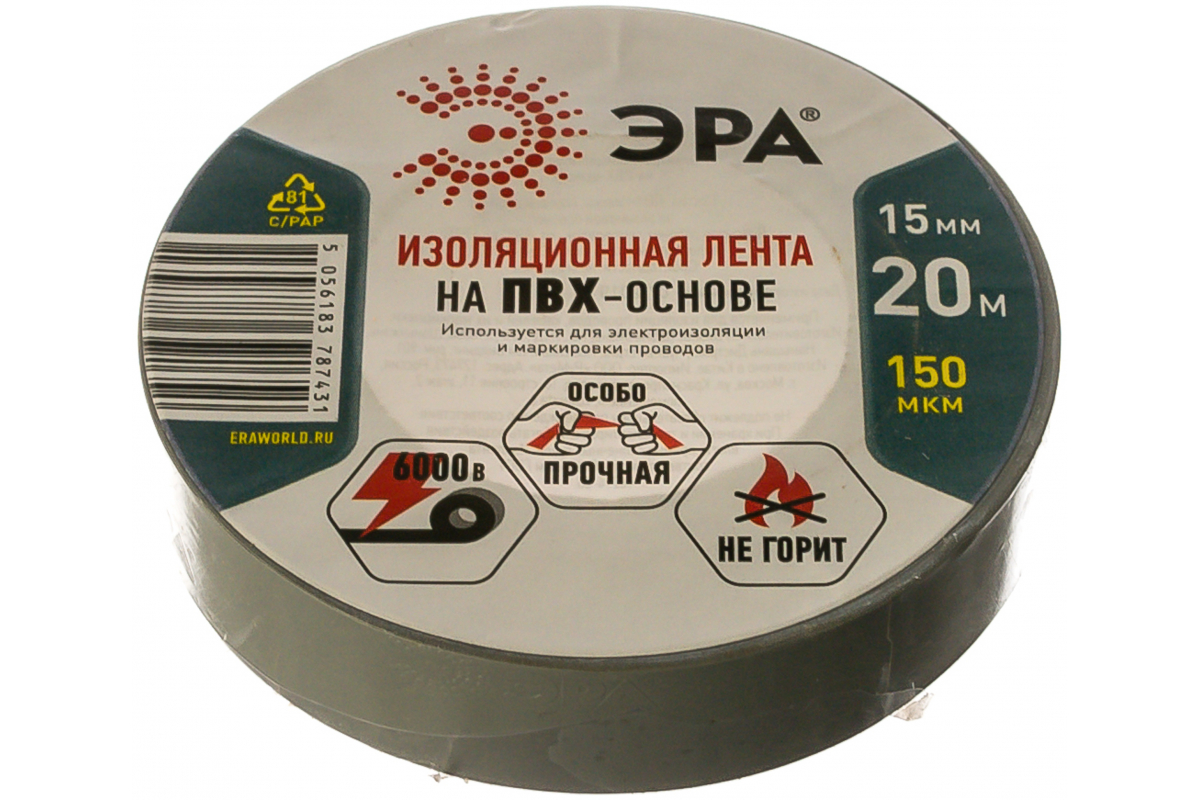 ЭРА®
81
C/PAP
5 056183 787431
ERAWORLD.RU
ИЗОЛЯЦИОННАЯ ЛЕНТА
НА ПВХ-ОСНОВЕ
Используется для электроизоляции
и маркировки проводов
15 мм
20 м
150
МКМ
ОСОБО
ПРОЧНАЯ
6000 В
НЕ ГОРИТ